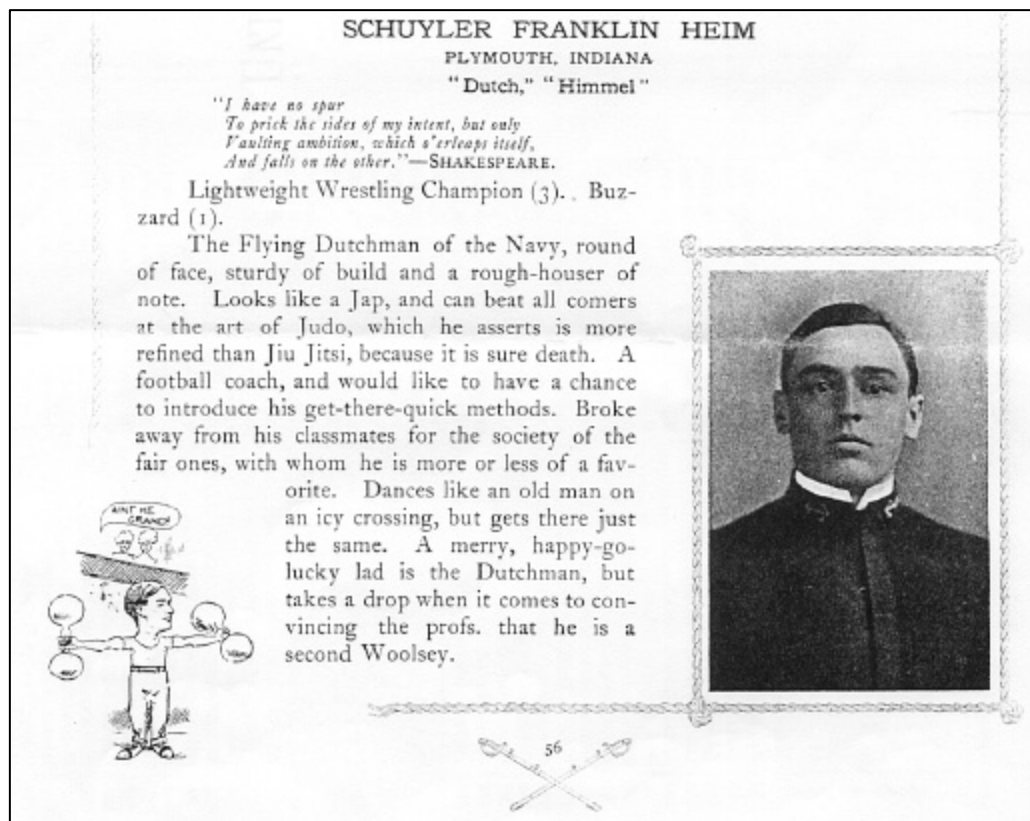 SCHUYLER FRANKLIN HEIM
PLYMOUTH, INDIANA
"Dutch," "Himmel"
"I have no spur
To prick the sides of my intent, but only
Vaulting ambition, which o'erleaps itself,
And falls on the other."—SHAKESPEARE.
Lightweight Wrestling Champion (3). Buz-
zard (1).
The Flying Dutchman of the Navy, round
of face, sturdy of build and a rough-houser of
note. Looks like a Jap, and can beat all comers
at the art of Judo, which he asserts is more
refined than Jiu Jitsi, because it is sure death. A
football coach, and would like to have a chance
to introduce his get-there-quick methods. Broke
away from his classmates for the society of the
fair ones, with whom he is more or less of a fav-
orite. Dances like an old man on
an icy crossing, but gets there just
the same. A merry, happy-go-
lucky lad is the Dutchman, but
takes a drop when it comes to con-
vincing the profs. that he is a
second Woolsey.
AINT HE
GRAND!
56